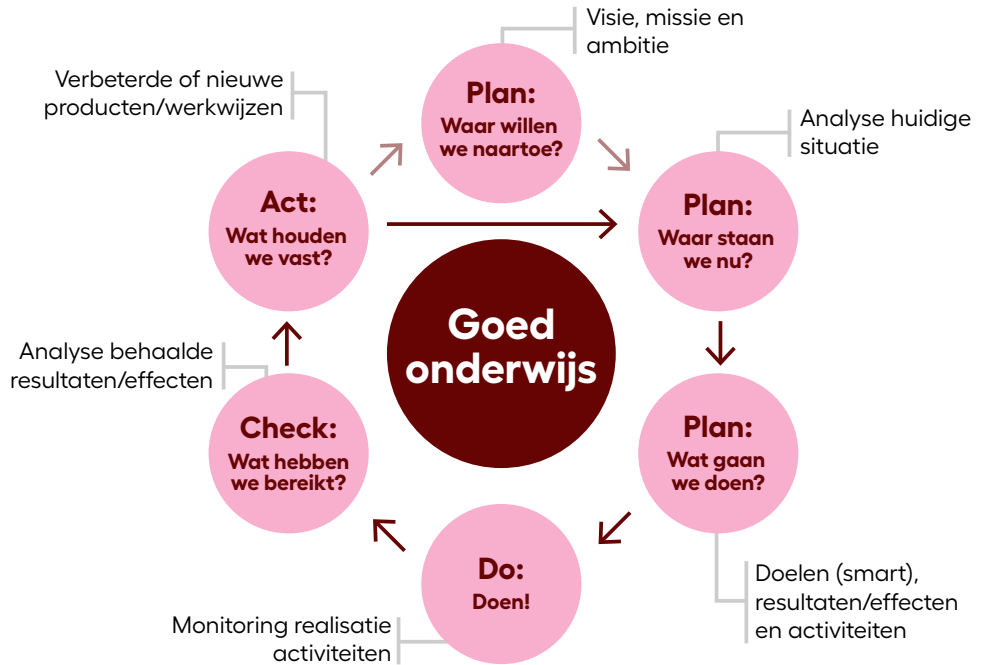 Visie, missie en
ambitie
Plan:
Waar willen
we naartoe?
Analyse huidige
situatie
Plan:
Waar staan
we nu?
Plan:
Wat gaan
we doen?
Doelen (smart),
resultaten/effecten
en activiteiten
Do:
Doen!
Monitoring realisatie
activiteiten
Check:
Wat hebben
we bereikt?
Analyse behaalde
resultaten/effecten
Act:
Wat houden
we vast?
Verbeterde of nieuwe
producten/werkwijzen
Goed
onderwijs